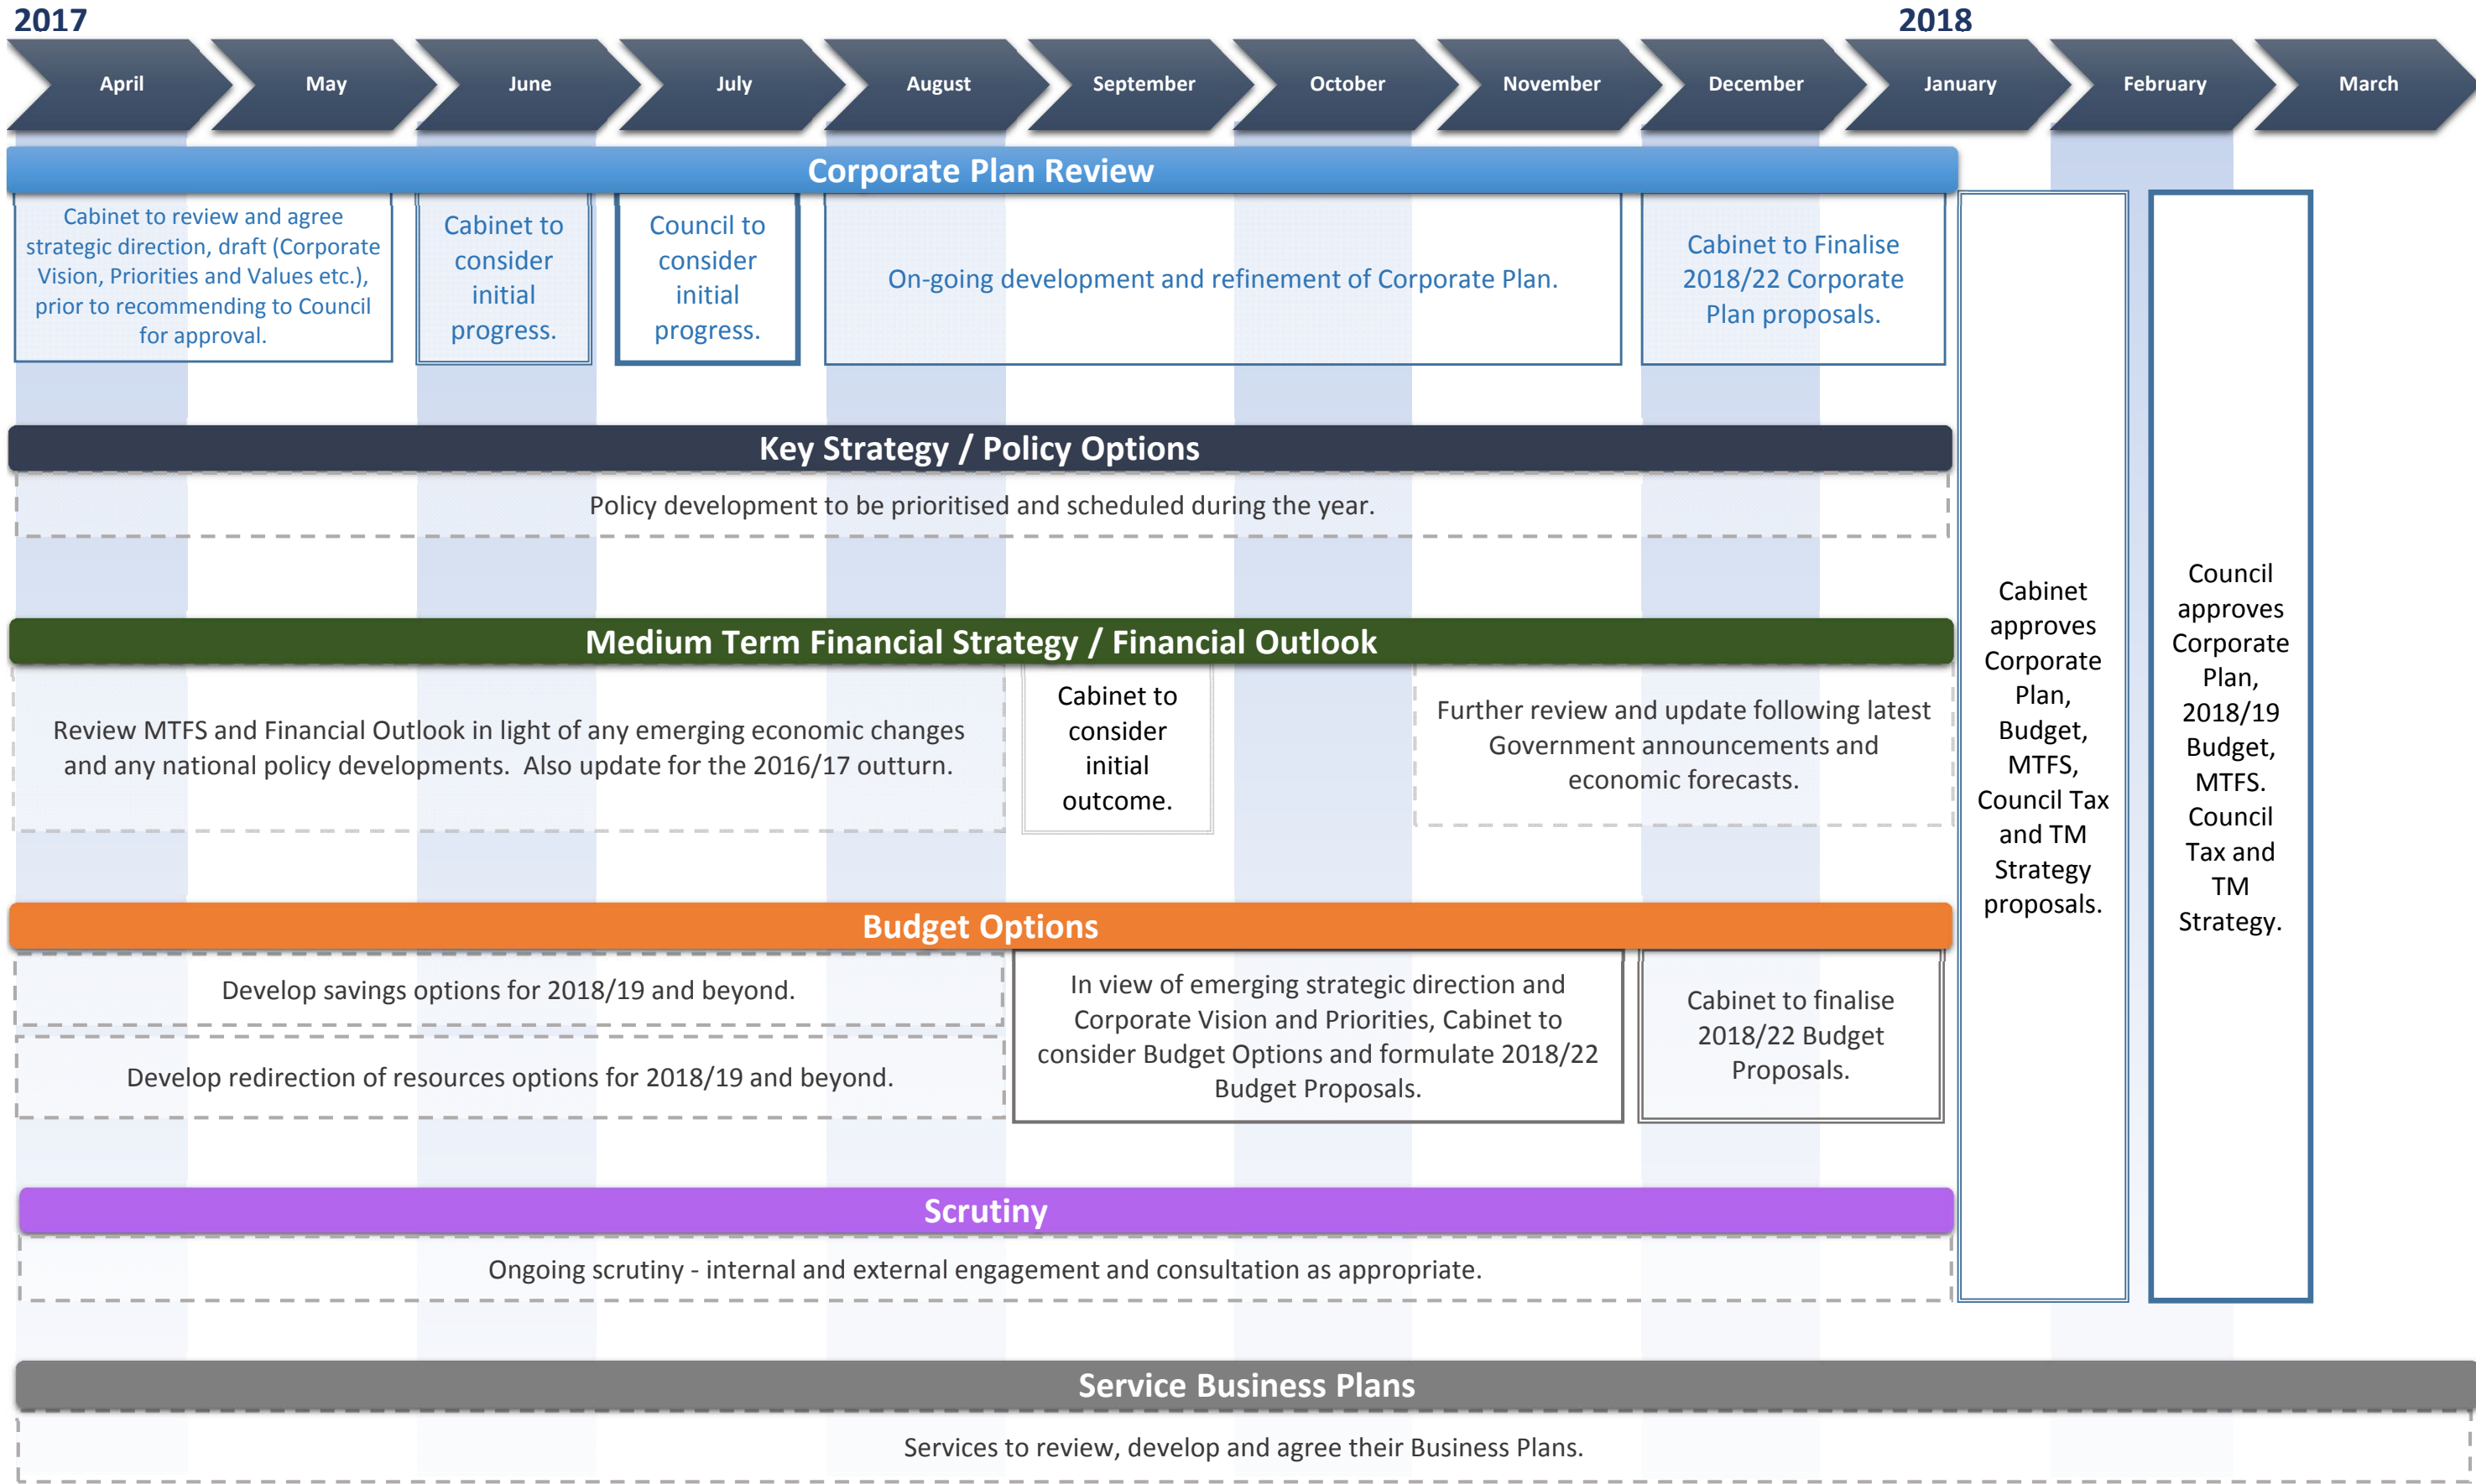 2017
2018
April
May
June
July
August
September
October
November
December
January
February
March
Corporate Plan Review
Cabinet to review and agree
strategic direction, draft (Corporate
Vision, Priorities and Values etc.),
prior to recommending to Council
for approval.
Cabinet to
consider
initial
progress.
Council to
consider
initial
progress.
On-going development and refinement of Corporate Plan.
Cabinet to Finalise
2018/22 Corporate
Plan proposals.
Key Strategy / Policy Options
Policy development to be prioritised and scheduled during the year.
Medium Term Financial Strategy / Financial Outlook
Review MTFS and Financial Outlook in light of any emerging economic changes
and any national policy developments.  Also update for the 2016/17 outturn.
Cabinet to
consider
initial
outcome.
Further review and update following latest
Government announcements and
economic forecasts.
Budget Options
Develop savings options for 2018/19 and beyond.
Develop redirection of resources options for 2018/19 and beyond.
In view of emerging strategic direction and
Corporate Vision and Priorities, Cabinet to
consider Budget Options and formulate 2018/22
Budget Proposals.
Cabinet to finalise
2018/22 Budget
Proposals.
Scrutiny
Ongoing scrutiny - internal and external engagement and consultation as appropriate.
Cabinet
approves
Corporate
Plan,
Budget,
MTFS,
Council Tax
and TM
Strategy
proposals.
Council
approves
Corporate
Plan,
2018/19
Budget,
MTFS.
Council
Tax and
TM
Strategy.
Service Business Plans
Services to review, develop and agree their Business Plans.